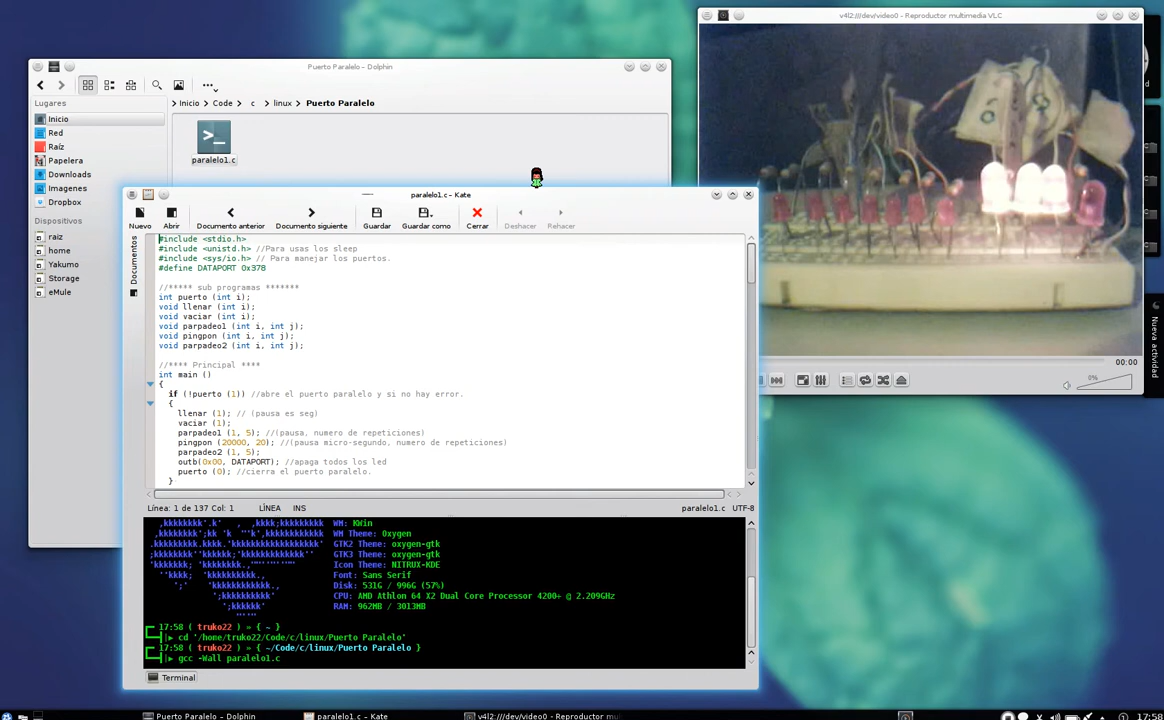 v4l2:///dev/video0 - Reproductor multimedia VLC
Puerto Paralelo - Dolphin
Lugares
Inicio
Red
Raíz
Papelera
Downloads
Imagenes
Dropbox
Dispositivos
raiz
home
Yakumo
Storage
eMule
Inicio Code c linux Puerto Paralelo
paralelo1.c
paralelo1.c - Kate
Nuevo Abrir Documento anterior Documento siguiente Guardar Guardar como Cerrar Deshacer Rehacer
Documentos
#include <stdio.h>
#include <unistd.h> //Para usas los sleep
#include <sys/io.h> // Para manejar los puertos.
#define DATAPORT 0x378
//***** sub programas *******
int puerto (int i);
void llenar (int i);
void vaciar (int i);
void parpadeo1 (int i, int j);
void pingpon (int i, int j);
void parpadeo2 (int i, int j);
//**** Principal ****
int main ()
{
if (!puerto (1)) //abre el puerto paralelo y si no hay error.
{
llenar (1); // (pausa es seg)
vaciar (1);
parpadeo1 (1, 5); //(pausa, numero de repeticiones)
pingpon (20000, 20); //(pausa micro-segundo, numero de repeticiones)
parpadeo2 (1, 5);
outb(0x00, DATAPORT); //apaga todos los led
puerto (0); //cierra el puerto paralelo.
}
Línea: 1 de 137 Col: 1 LÍNEA INS paralelo1.c UTF-8
WM: KWin
WM Theme: Oxygen
GTK2 Theme: oxygen-gtk
GTK3 Theme: oxygen-gtk
Icon Theme: NITRUX-KDE
Font: Sans Serif
Disk: 531G / 996G (57%)
CPU: AMD Athlon 64 X2 Dual Core Processor 4200+ @ 2.209GHz
RAM: 962MB / 3013MB
17:58 ( truko22 ) = { ~ }
cd '/home/truko22/Code/c/linux/Puerto Paralelo'
17:58 ( truko22 ) = { ~/Code/c/linux/Puerto Paralelo }
gcc -Wall paralelo1.c
Terminal
00:00
0%
Nueva actividad
Puerto Paralelo - Dolphin paralelo1.c - Kate v4l2:///dev/video0 - Reproductor mu 17:58